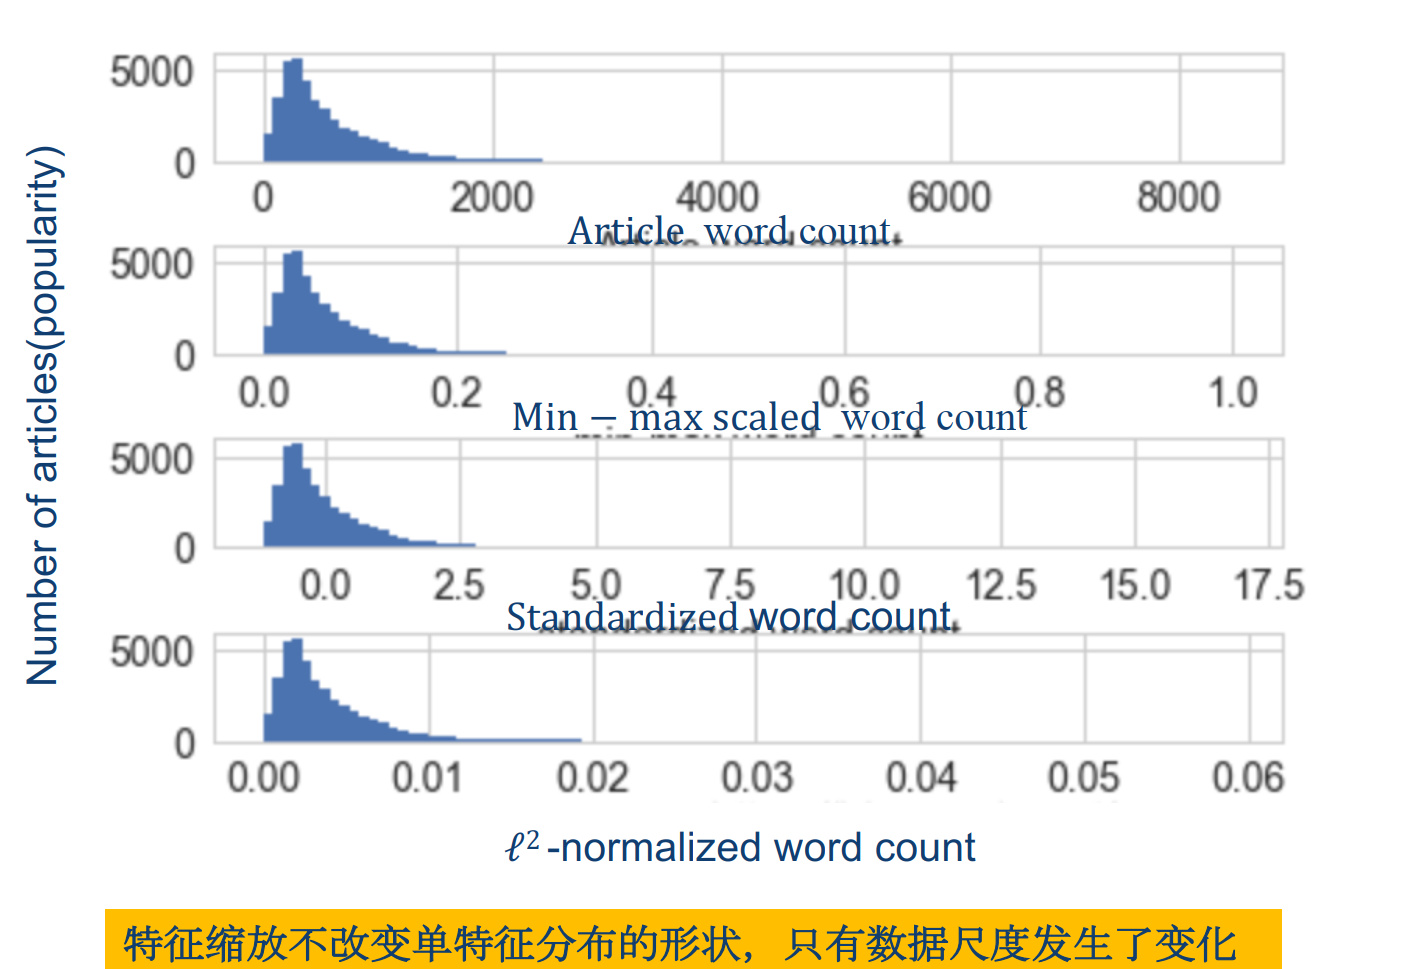 Number of articles(popularity)
5000
0
0 2000 4000 6000 8000
Article word count
5000
0
0.0 0.2 0.4 0.6 0.8 1.0
Min − max scaled word count
5000
0
0.0 2.5 5.0 7.5 10.0 12.5 15.0 17.5
Standardized word count
5000
0
0.00 0.01 0.02 0.03 0.04 0.05 0.06
ℓ²-normalized word count
特征缩放不改变单特征分布的形状，只有数据尺度发生了变化